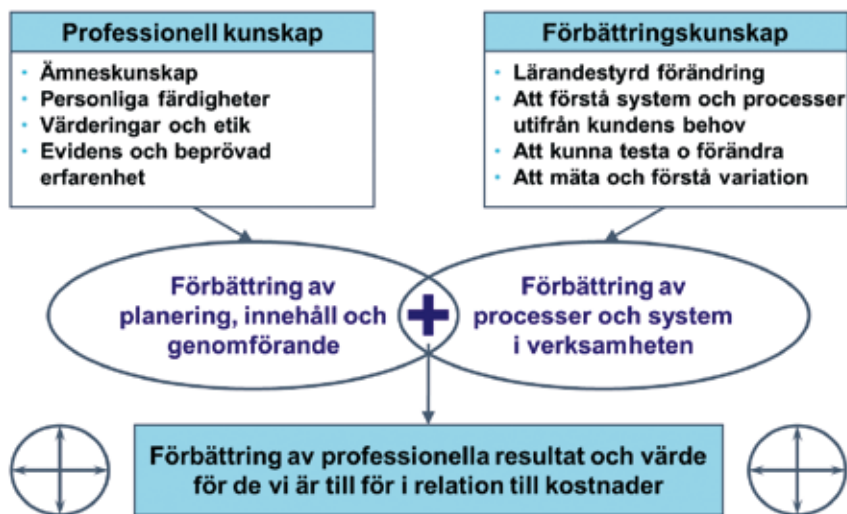 Professionell kunskap
• Ämneskunskap
• Personliga färdigheter
• Värderingar och etik
• Evidens och beprövad
erfarenhet
Förbättringskunskap
• Lärandestyrd förändring
• Att förstå system och processer
utifrån kundens behov
• Att kunna testa o förändra
• Att mäta och förstå variation
Förbättring av
planering, innehåll och
genomförande
+
Förbättring av
processer och system
i verksamheten
Förbättring av professionella resultat och värde
för de vi är till för i relation till kostnader